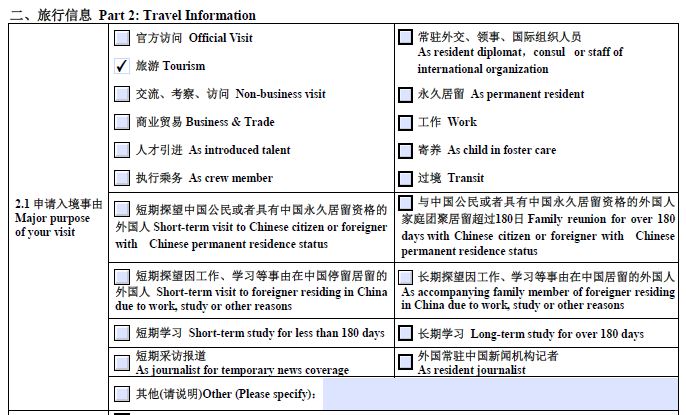 二、旅行信息 Part 2: Travel Information
2.1 申请入境事由
Major purpose
of your visit
官方访问 Official Visit
常驻外交、领事、国际组织人员
As resident diplomat, consul or staff of
international organization
旅游 Tourism
交流、考察、访问 Non-business visit
永久居留 As permanent resident
商业贸易 Business & Trade
工作 Work
人才引进 As introduced talent
寄养 As child in foster care
执行乘务 As crew member
过境 Transit
短期探望中国公民或者具有中国永久居留资格的
外国人 Short-term visit to Chinese citizen or foreigner
with Chinese permanent residence status
与中国公民或者具有中国永久居留资格的外国人
家庭团聚居留超过180日 Family reunion for over 180
days with Chinese citizen or foreigner with Chinese
permanent residence status
短期探望因工作、学习等事由在中国停留居留的
外国人 Short-term visit to foreigner residing in China
due to work, study or other reasons
长期探望因工作、学习等事由在中国居留的外国人
As accompanying family member of foreigner residing
in China due to work, study or other reasons
短期学习 Short-term study for less than 180 days
长期学习 Long-term study for over 180 days
短期采访报道
As journalist for temporary news coverage
外国常驻中国新闻机构记者
As resident journalist
其他(请说明)Other (Please specify):